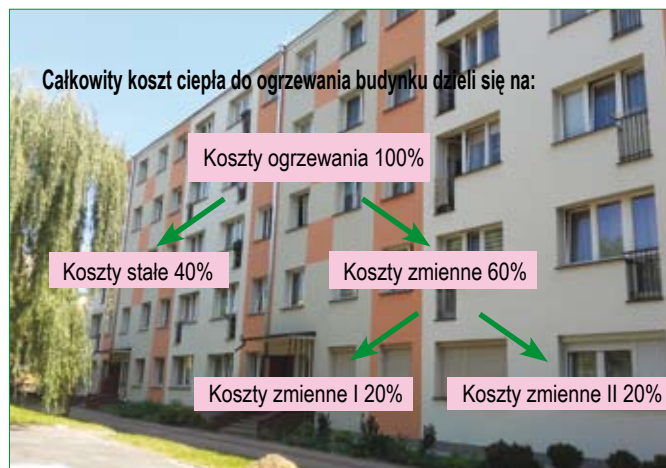 Całkowity koszt ciepła do ogrzewania budynku dzieli się na:
Koszty ogrzewania 100%
Koszty stałe 40%
Koszty zmienne 60%
Koszty zmienne I 20%
Koszty zmienne II 20%